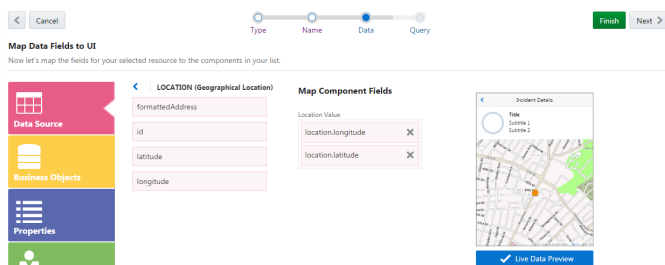 Cancel
Type
Name
Data
Query
Finish
Next
Map Data Fields to UI
Now let's map the fields for your selected resource to the components in your list.
Data Source
Business Objects
Properties
LOCATION (Geographical Location)
formattedAddress
id
latitude
longitude
Map Component Fields
Location Value
location.longitude
location.latitude
Incident Details
Title
Subtitle 1
Subtitle 2
Live Data Preview